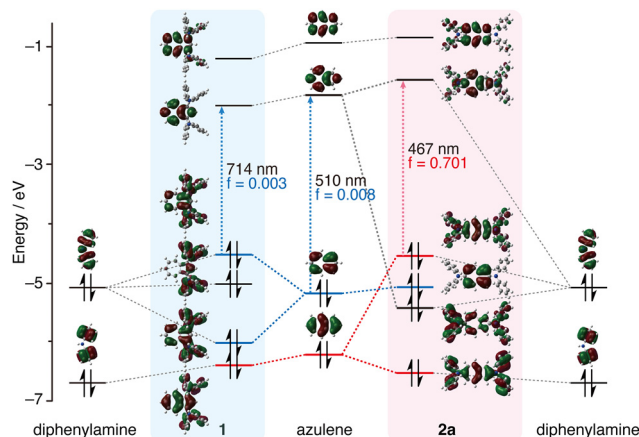 −1
−3
−5
−7
Energy / eV
714 nm
f = 0.003
510 nm
f = 0.008
467 nm
f = 0.701
diphenylamine 1 azulene 2a diphenylamine